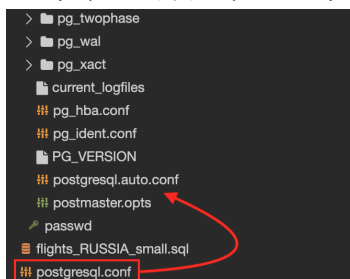 pg_twophase
pg_wal
pg_xact
current_logfiles
pg_hba.conf
pg_ident.conf
PG_VERSION
postgresql.auto.conf
postmaster.opts
passwd
flights_RUSSIA_small.sql
postgresql.conf